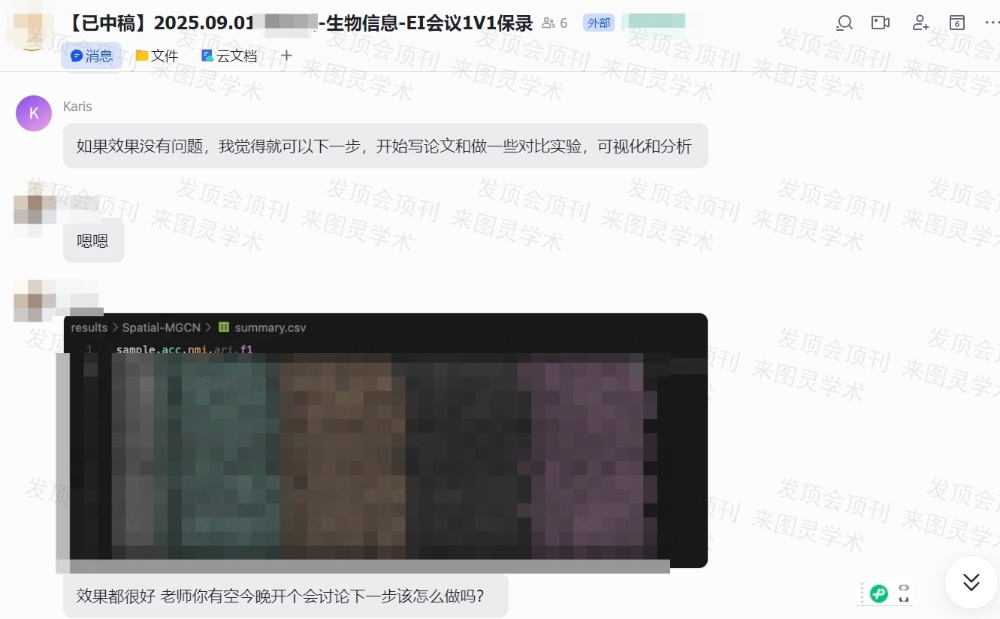 【已中稿】2025.09.01 -生物信息-EI会议1V1保录 6 外部
6
消息 文件 云文档 +
K
Karis
如果效果没有问题，我觉得就可以下一步，开始写论文和做一些对比实验，可视化和分析
嗯嗯
results > Spatial-MGCN > summary.csv
1 sample,acc,nmi,ari,f1
效果都很好 老师你有空今晚开个会讨论下一步该怎么做吗？
发顶会顶刊
来图灵学术